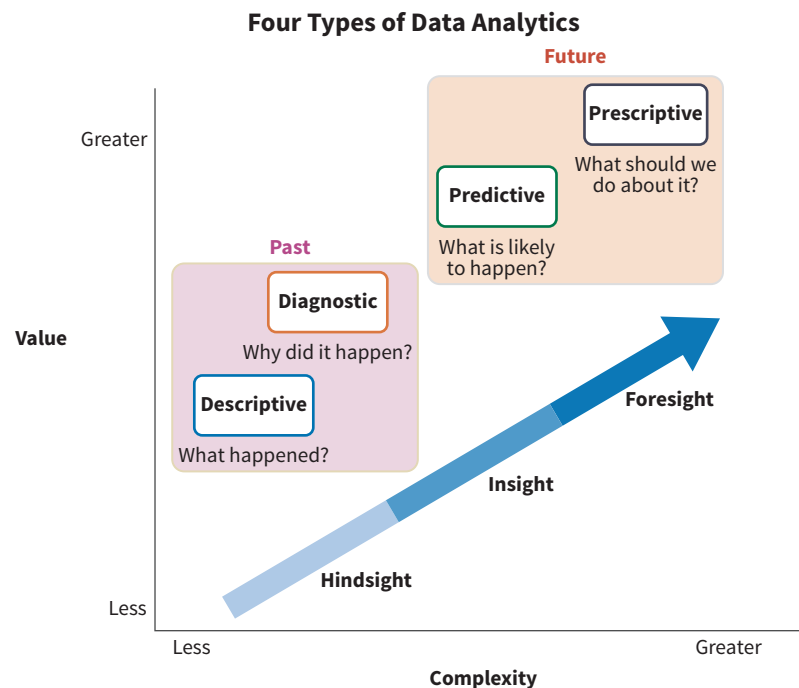 Four Types of Data Analytics
Future
Greater
Prescriptive
What should we
do about it?
Predictive
What is likely
to happen?
Past
Diagnostic
Why did it happen?
Value
Descriptive
What happened?
Foresight
Insight
Hindsight
Less
Less
Greater
Complexity